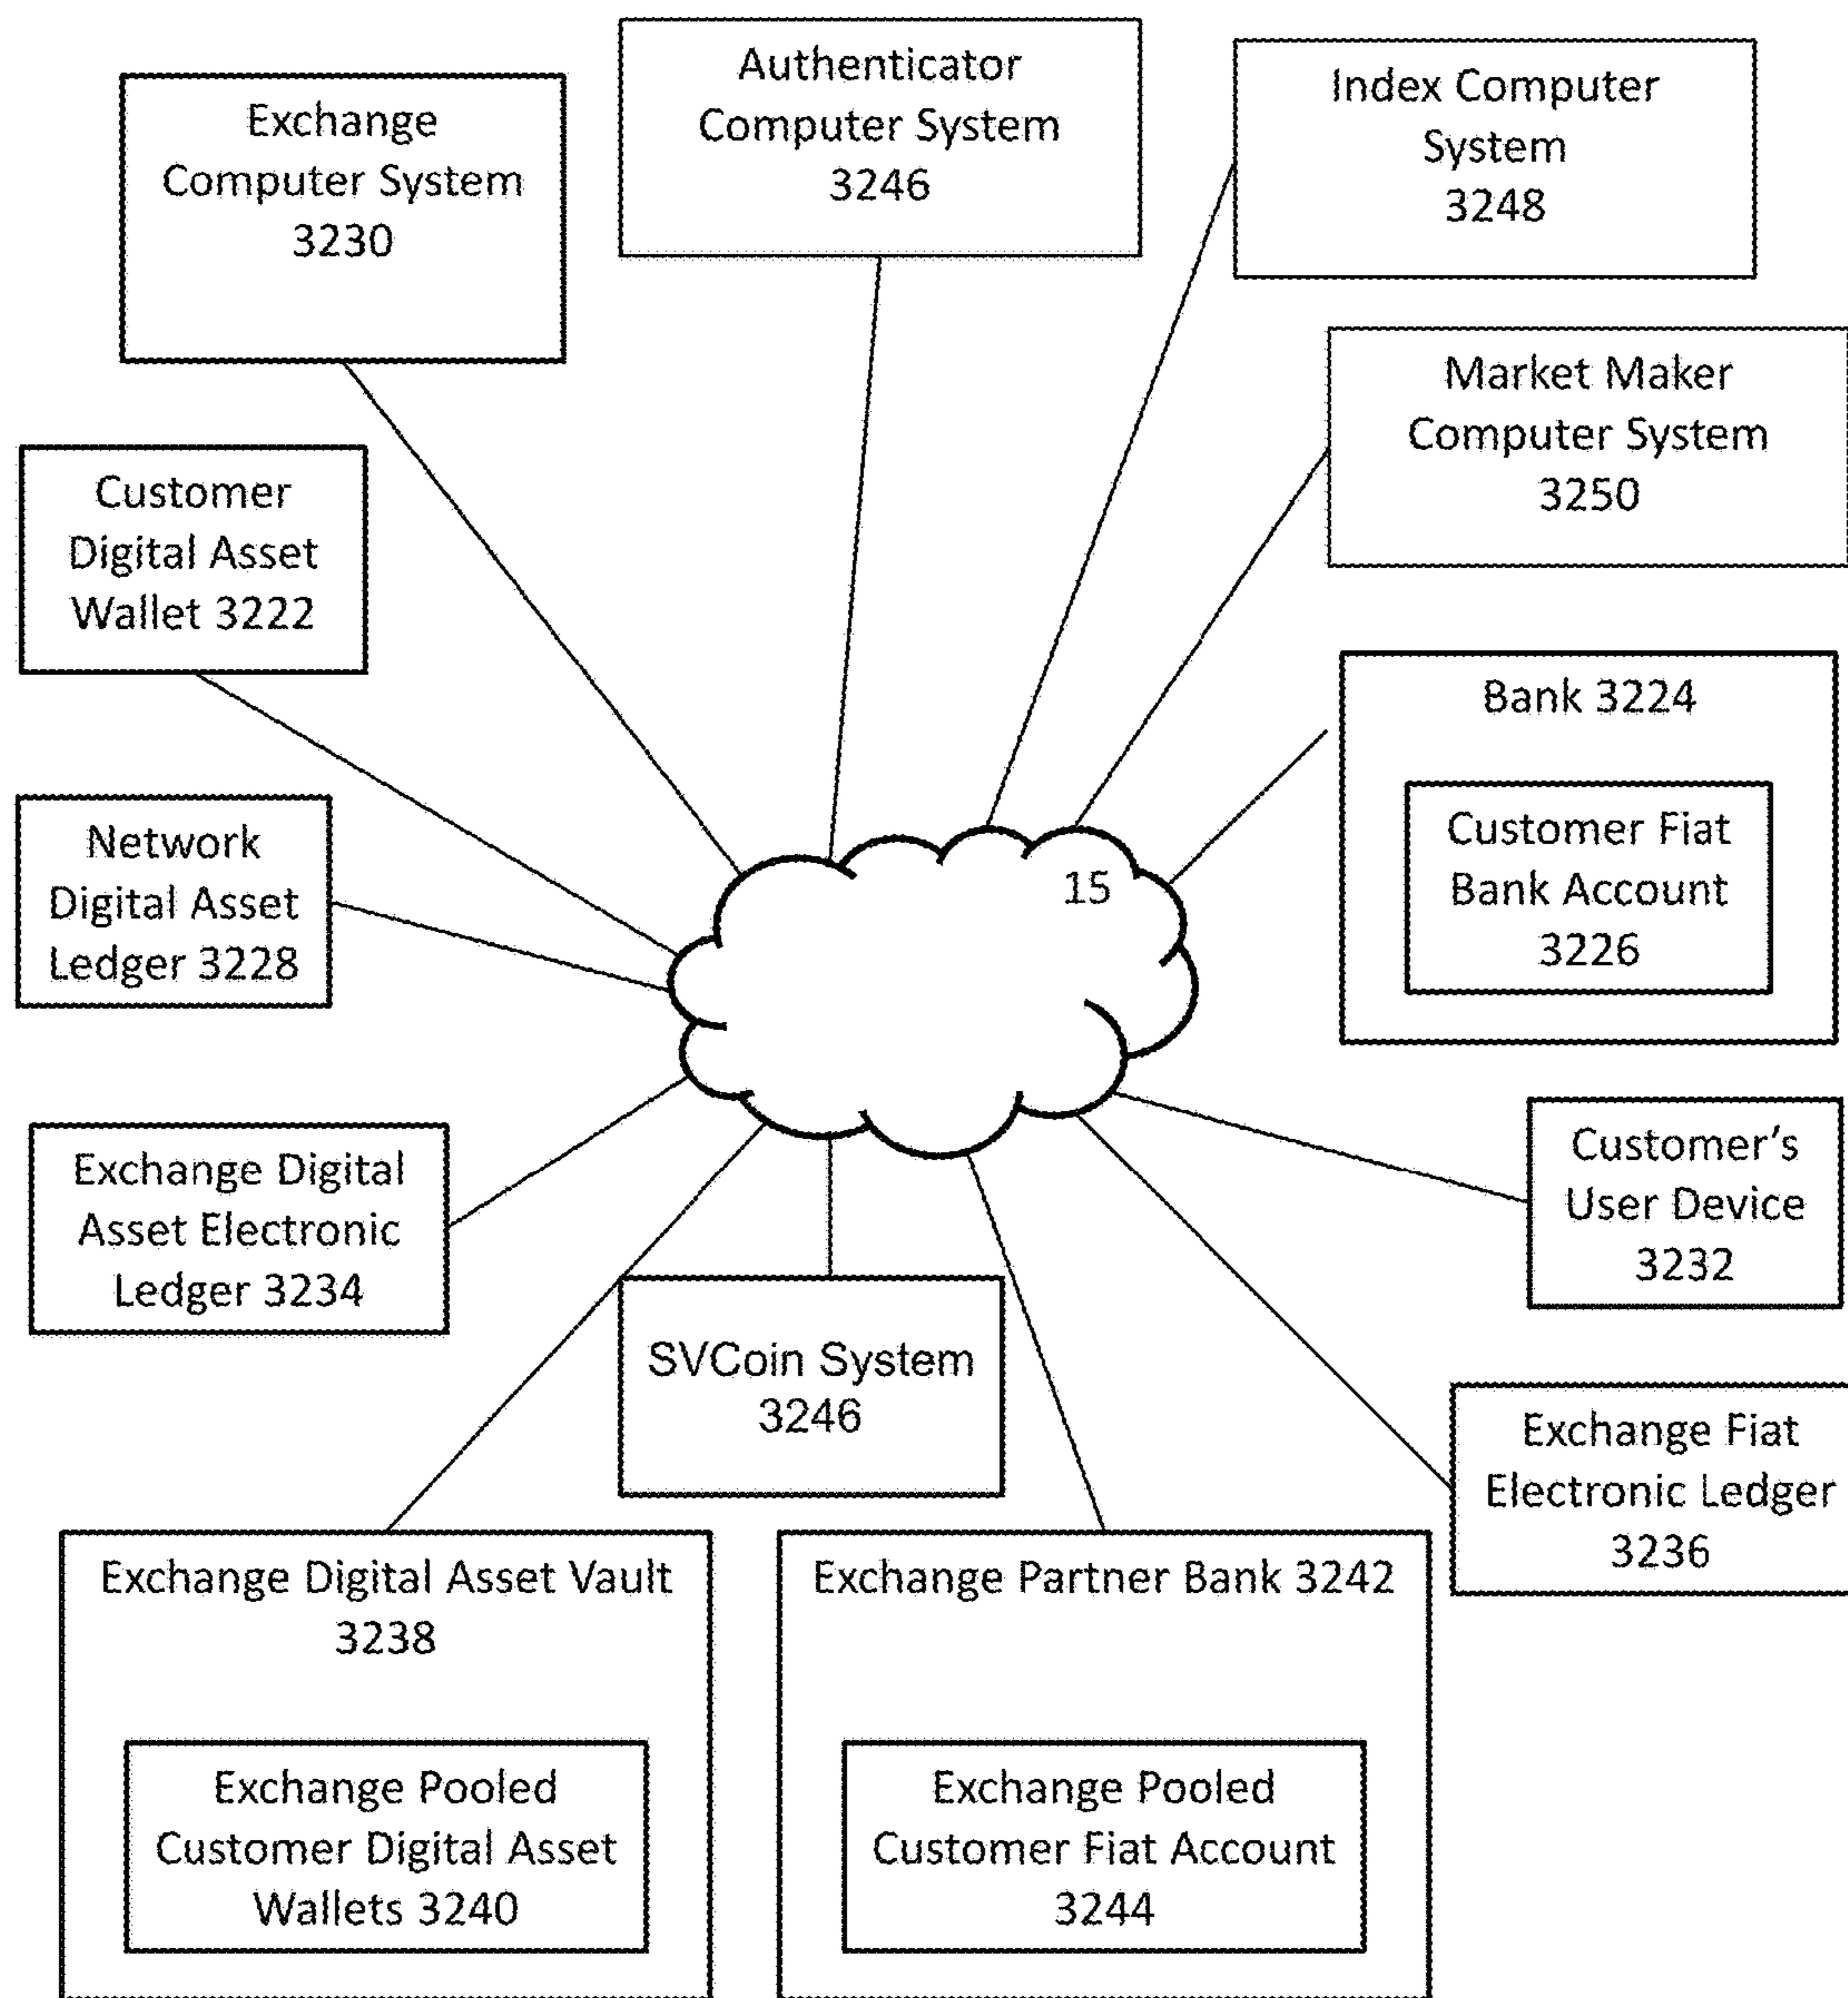 Exchange
Computer System
3230
Authenticator
Computer System
3246
Index Computer
System
3248
Market Maker
Computer System
3250
Customer
Digital Asset
Wallet 3222
Bank 3224
Customer Fiat
Bank Account
3226
Network
Digital Asset
Ledger 3228
15
Exchange Digital
Asset Electronic
Ledger 3234
Customer’s
User Device
3232
SVCoin System
3246
Exchange Fiat
Electronic Ledger
3236
Exchange Digital Asset Vault
3238
Exchange Pooled
Customer Digital Asset
Wallets 3240
Exchange Partner Bank 3242
Exchange Pooled
Customer Fiat Account
3244